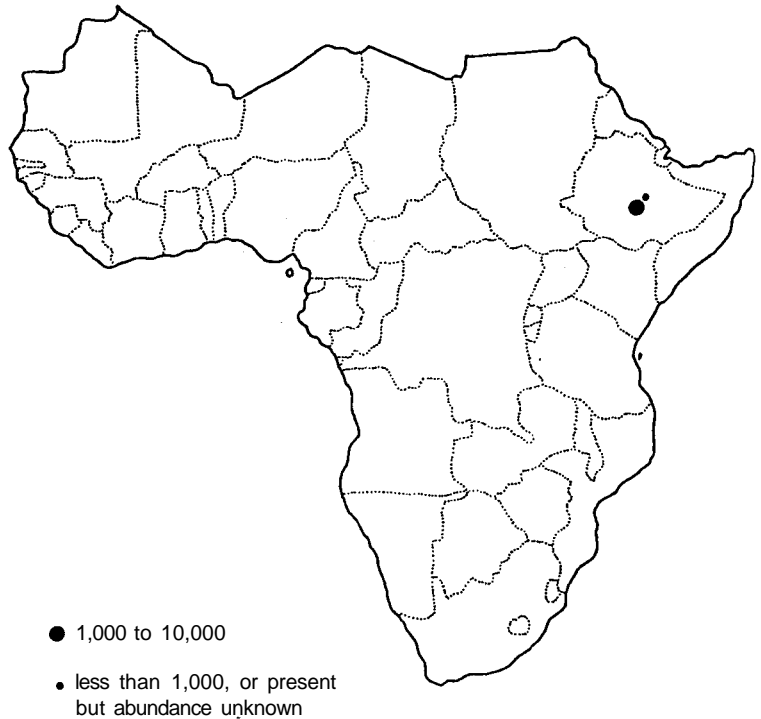 1,000 to 10,000
less than 1,000, or present
but abundance unknown